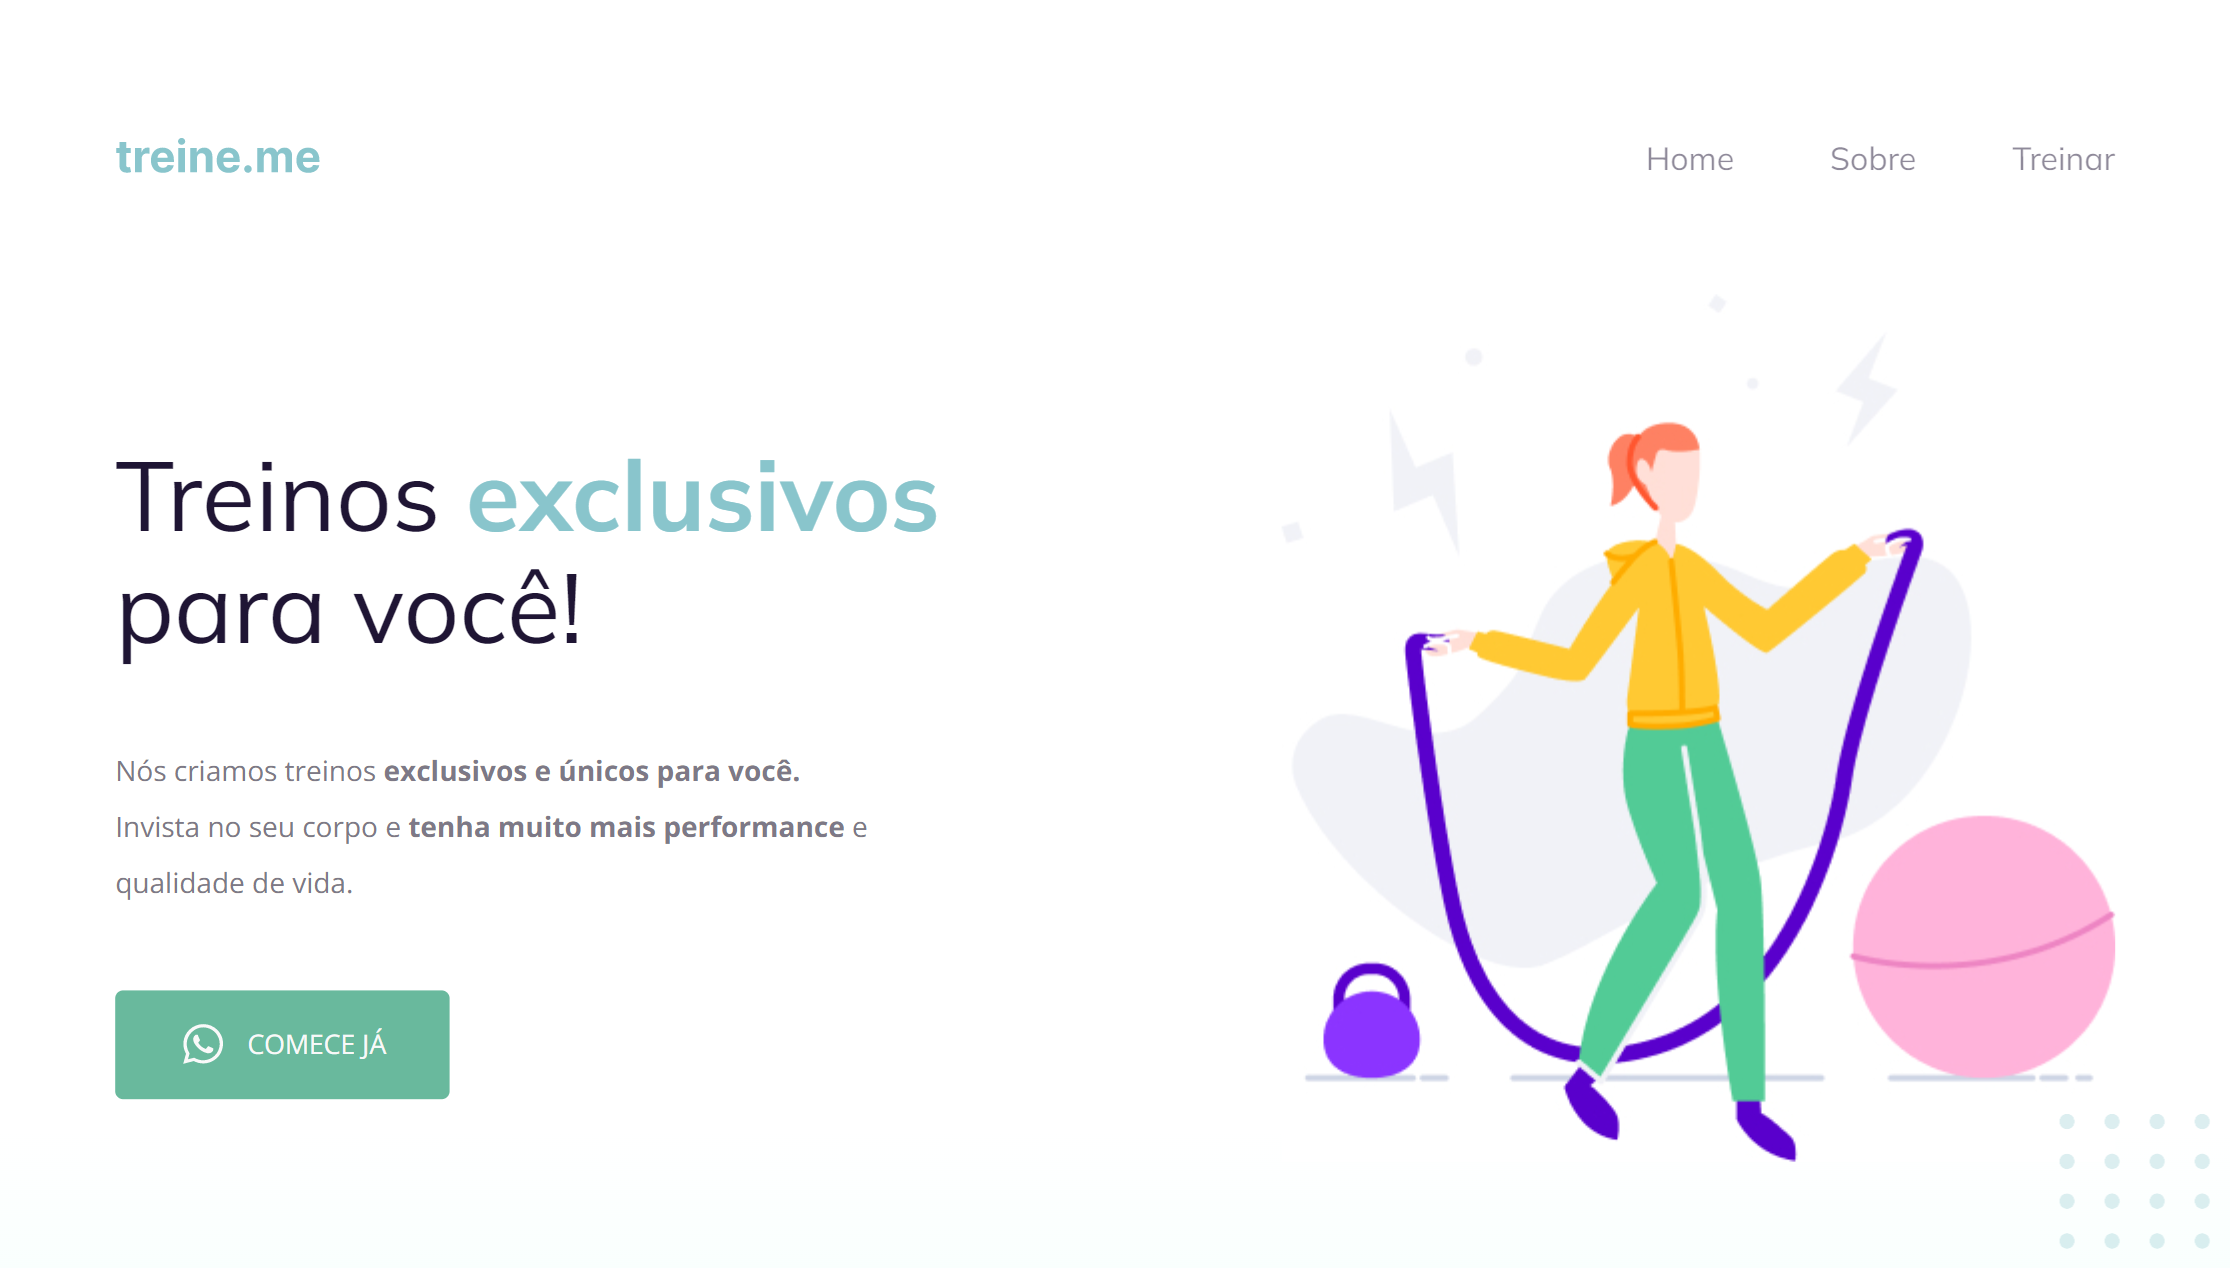 treine.me
Home
Sobre
Treinar
Treinos exclusivos
para você!
Nós criamos treinos exclusivos e únicos para você.
Invista no seu corpo e tenha muito mais performance e
qualidade de vida.
COMECE JÁ